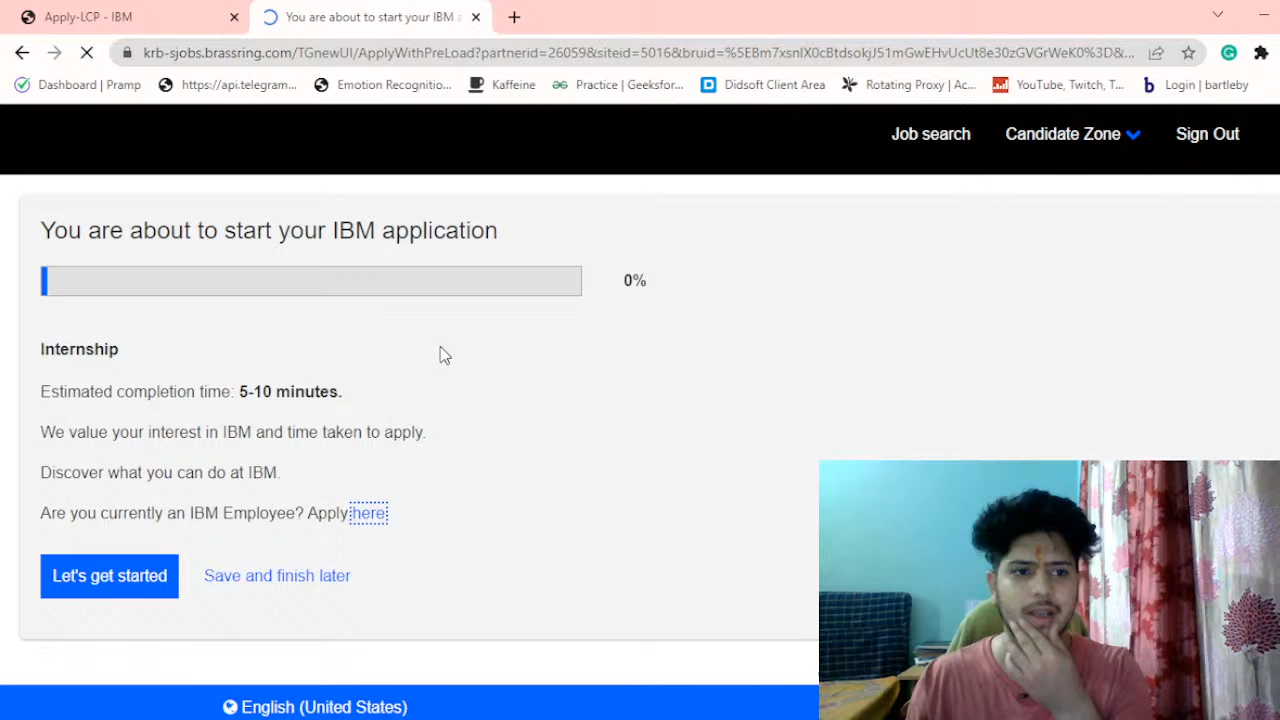 Apply-LCP - IBM
You are about to start your IBM a
krb-sjobs.brassring.com/TGnewUI/ApplyWithPreLoad?partnerid=26059&siteid=5016&bruid=%5EBm7xsnlX0cBtdsokjJ51mGwEHvUcUt8e30zGVGrWeK0%3D&...
Dashboard | Pramp
https://api.telegram...
Emotion Recognitio...
Kaffeine
Practice | Geeksfor...
Didsoft Client Area
Rotating Proxy | Ac...
YouTube, Twitch, T...
Login | bartleby
Job search Candidate Zone Sign Out
You are about to start your IBM application
0%
Internship
Estimated completion time: 5-10 minutes.
We value your interest in IBM and time taken to apply.
Discover what you can do at IBM.
Are you currently an IBM Employee? Apply here
Let's get started Save and finish later
English (United States)